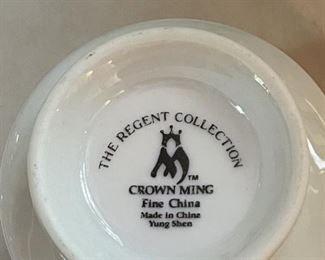 THE REGENT COLLECTION
TM
CROWN MING
Fine China
Made in China
Yung Shen